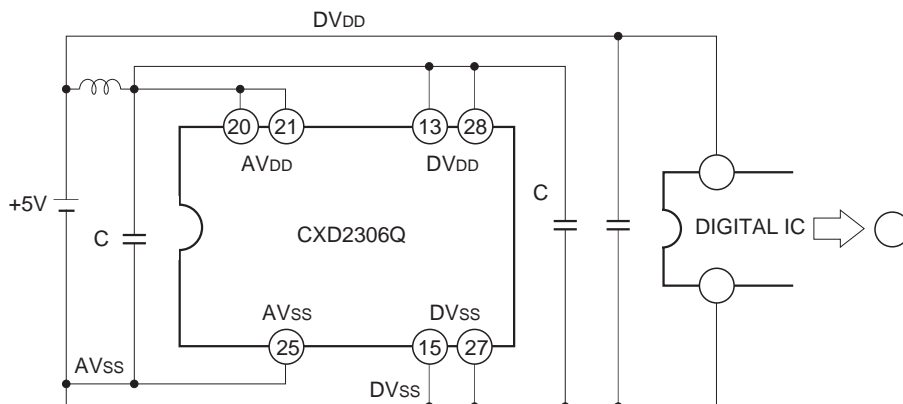 DVDD
20 21 13 28
AVDD DVDD
+5V C CXD2306Q C DIGITAL IC
AVSS DVSS
25 15 27
AVSS DVSS